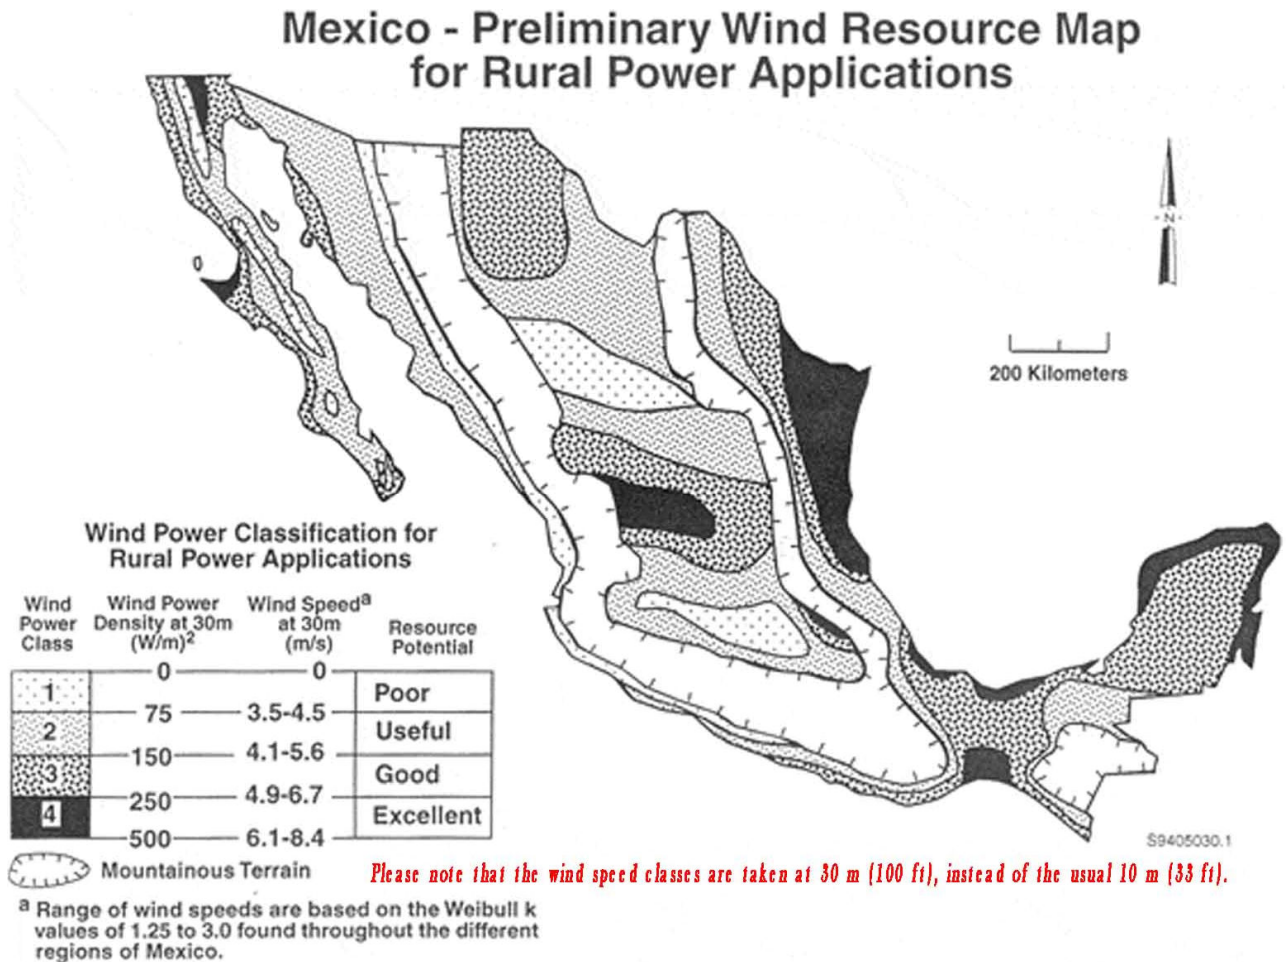 Mexico - Preliminary Wind Resource Map
for Rural Power Applications
N
200 Kilometers
Wind Power Classification for
Rural Power Applications
Wind Power Class
Wind Power Density at 30m (W/m)2
Wind Speeda at 30m (m/s)
Resource Potential
0 0
1 Poor
75 3.5-4.5
2 Useful
150 4.1-5.6
3 Good
250 4.9-6.7
4 Excellent
500 6.1-8.4
S9405030.1
Mountainous Terrain
Please note that the wind speed classes are taken at 30 m (100 ft), instead of the usual 10 m (33 ft).
a Range of wind speeds are based on the Weibull k
values of 1.25 to 3.0 found throughout the different
regions of Mexico.